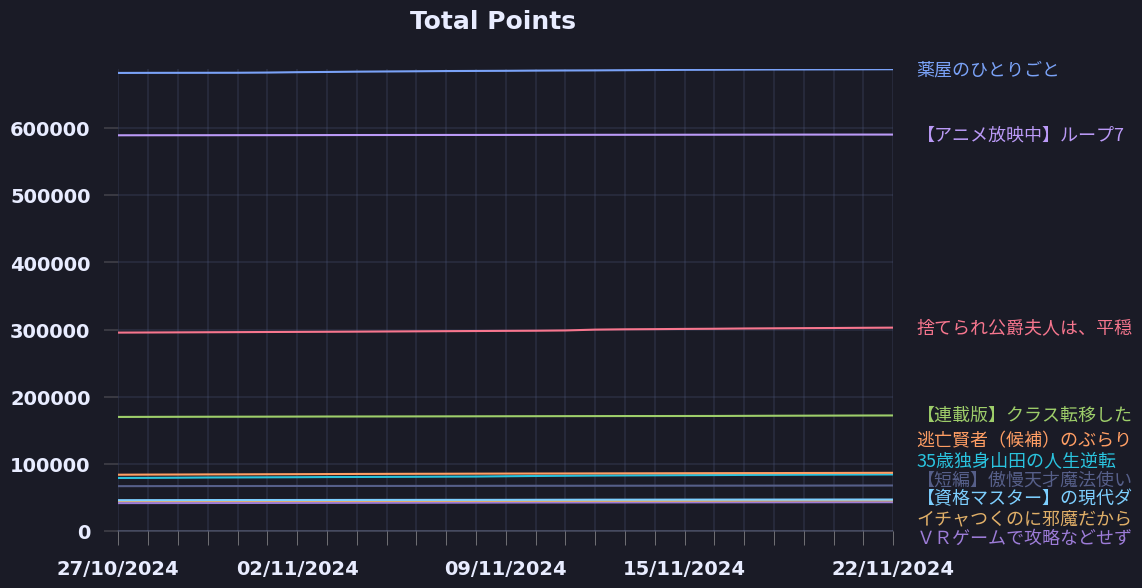 Total Points
薬屋のひとりごと
600000
【アニメ放映中】ループ7
500000
400000
300000
捨てられ公爵夫人は、平穏
200000
【連載版】クラス転移した
逃亡賢者（候補）のぶらり
100000
35歳独身山田の人生逆転
【短編】傲慢天才魔法使い
【資格マスター】の現代ダ
イチャつくのに邪魔だから
0
ＶＲゲームで攻略などせず
27/10/2024
02/11/2024
09/11/2024
15/11/2024
22/11/2024